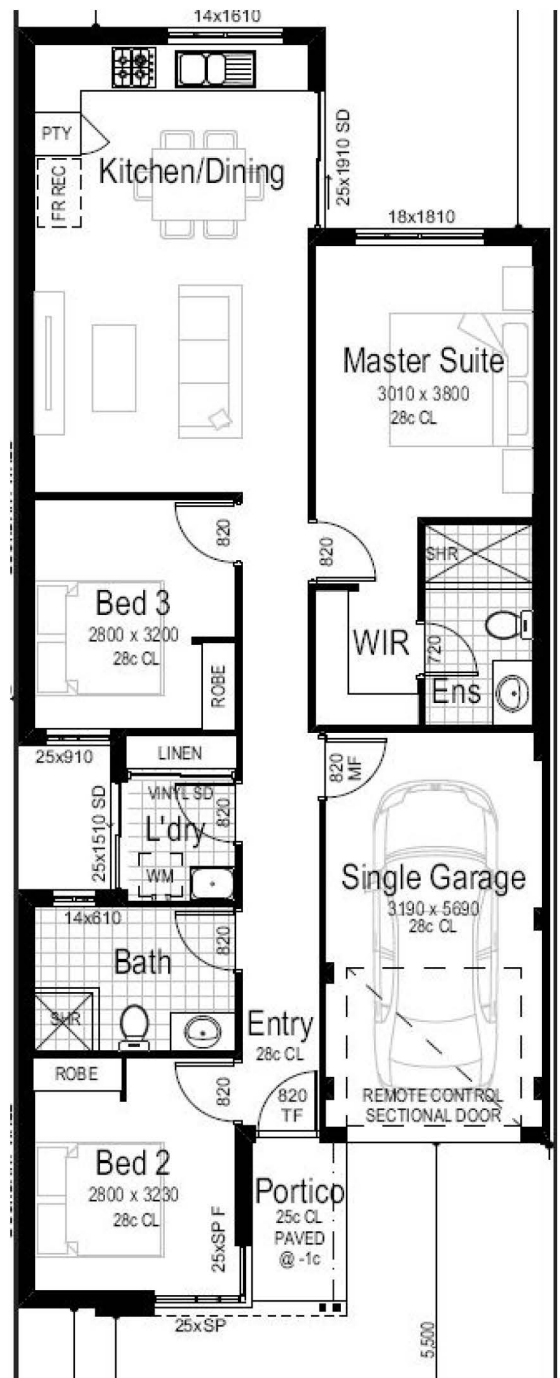 14x1610
PTY
FR REC
Kitchen/Dining
25x1910 SD
18x1810
Master Suite
3010 x 3800
28c CL
820
820
SHR
Bed 3
2800 x 3200
28c CL
ROBE
WIR
720
Ens
25x910
LINEN
820
MF
VINYL SD
25x1510 SD
L'dry
820
WM
Single Garage
3190 x 5690
28c CL
14x610
820
Bath
SHR
Entry
28c CL
ROBE
820
820
TF
REMOTE CONTROL
SECTIONAL DOOR
Bed 2
2800 x 3230
28c CL
25xSP F
Portico
25c CL
PAVED
@ -1c
25xSP
5,500